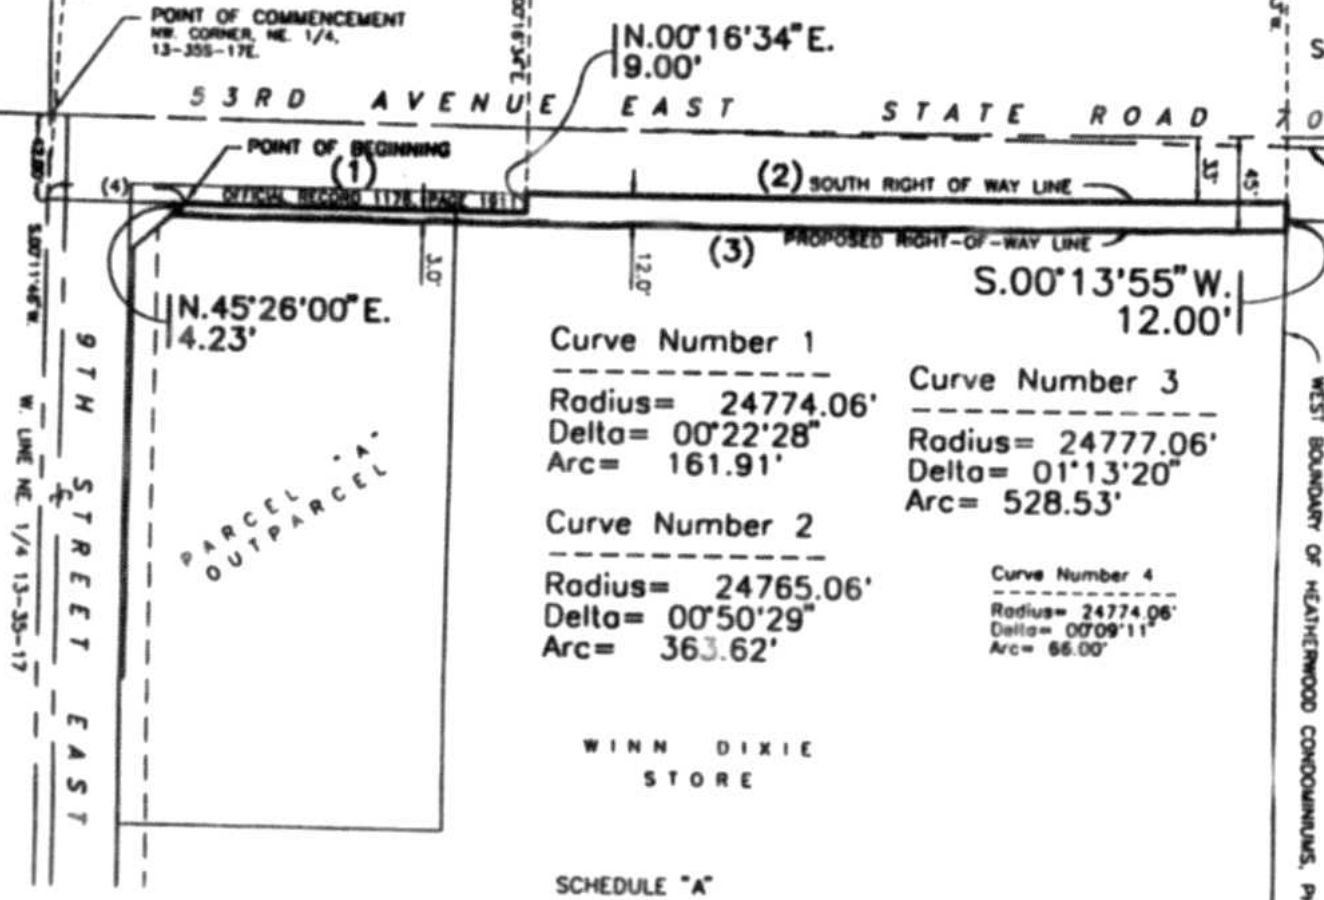 POINT OF COMMENCEMENT
NW. CORNER, NE. 1/4,
13-35S-17E.
N.00°16'34"E.
9.00'
53RD AVENUE EAST STATE ROAD 70
POINT OF BEGINNING
(1)
(4)
OFFICIAL RECORD 1176, PAGE 1611
(2) SOUTH RIGHT OF WAY LINE
33'
45'
(3) PROPOSED RIGHT-OF-WAY LINE
3.0'
12.0'
S.00°13'55"W.
12.00'
N.45°26'00"E.
4.23'
S.00°11'48"W.
9TH STREET EAST
W. LINE NE. 1/4 13-35-17
PARCEL "A"
OUTPARCEL
Curve Number 1
Radius= 24774.06'
Delta= 00°22'28"
Arc= 161.91'
Curve Number 2
Radius= 24765.06'
Delta= 00°50'29"
Arc= 363.62'
Curve Number 3
Radius= 24777.06'
Delta= 01°13'20"
Arc= 528.53'
Curve Number 4
Radius= 24774.06'
Delta= 00°09'11"
Arc= 66.00'
WEST BOUNDARY OF HEATHERWOOD CONDOMINIUMS,
WINN DIXIE
STORE
SCHEDULE "A"